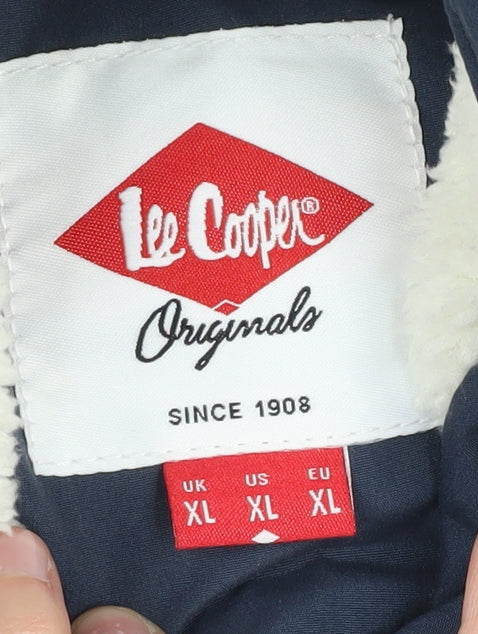 Lee Cooper®
Originals
SINCE 1908
UK US EU
XL XL XL